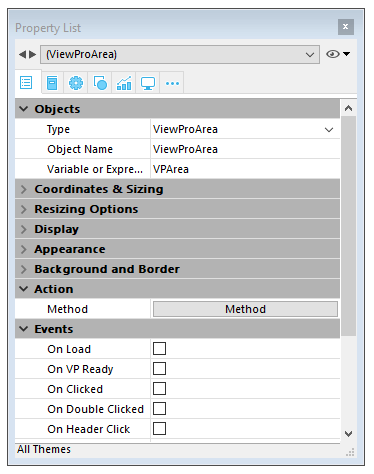 Property List
(ViewProArea)
Objects
Type ViewProArea
Object Name ViewProArea
Variable or Expre... VPArea
Coordinates & Sizing
Resizing Options
Display
Appearance
Background and Border
Action
Method Method
Events
On Load
On VP Ready
On Clicked
On Double Clicked
On Header Click
All Themes